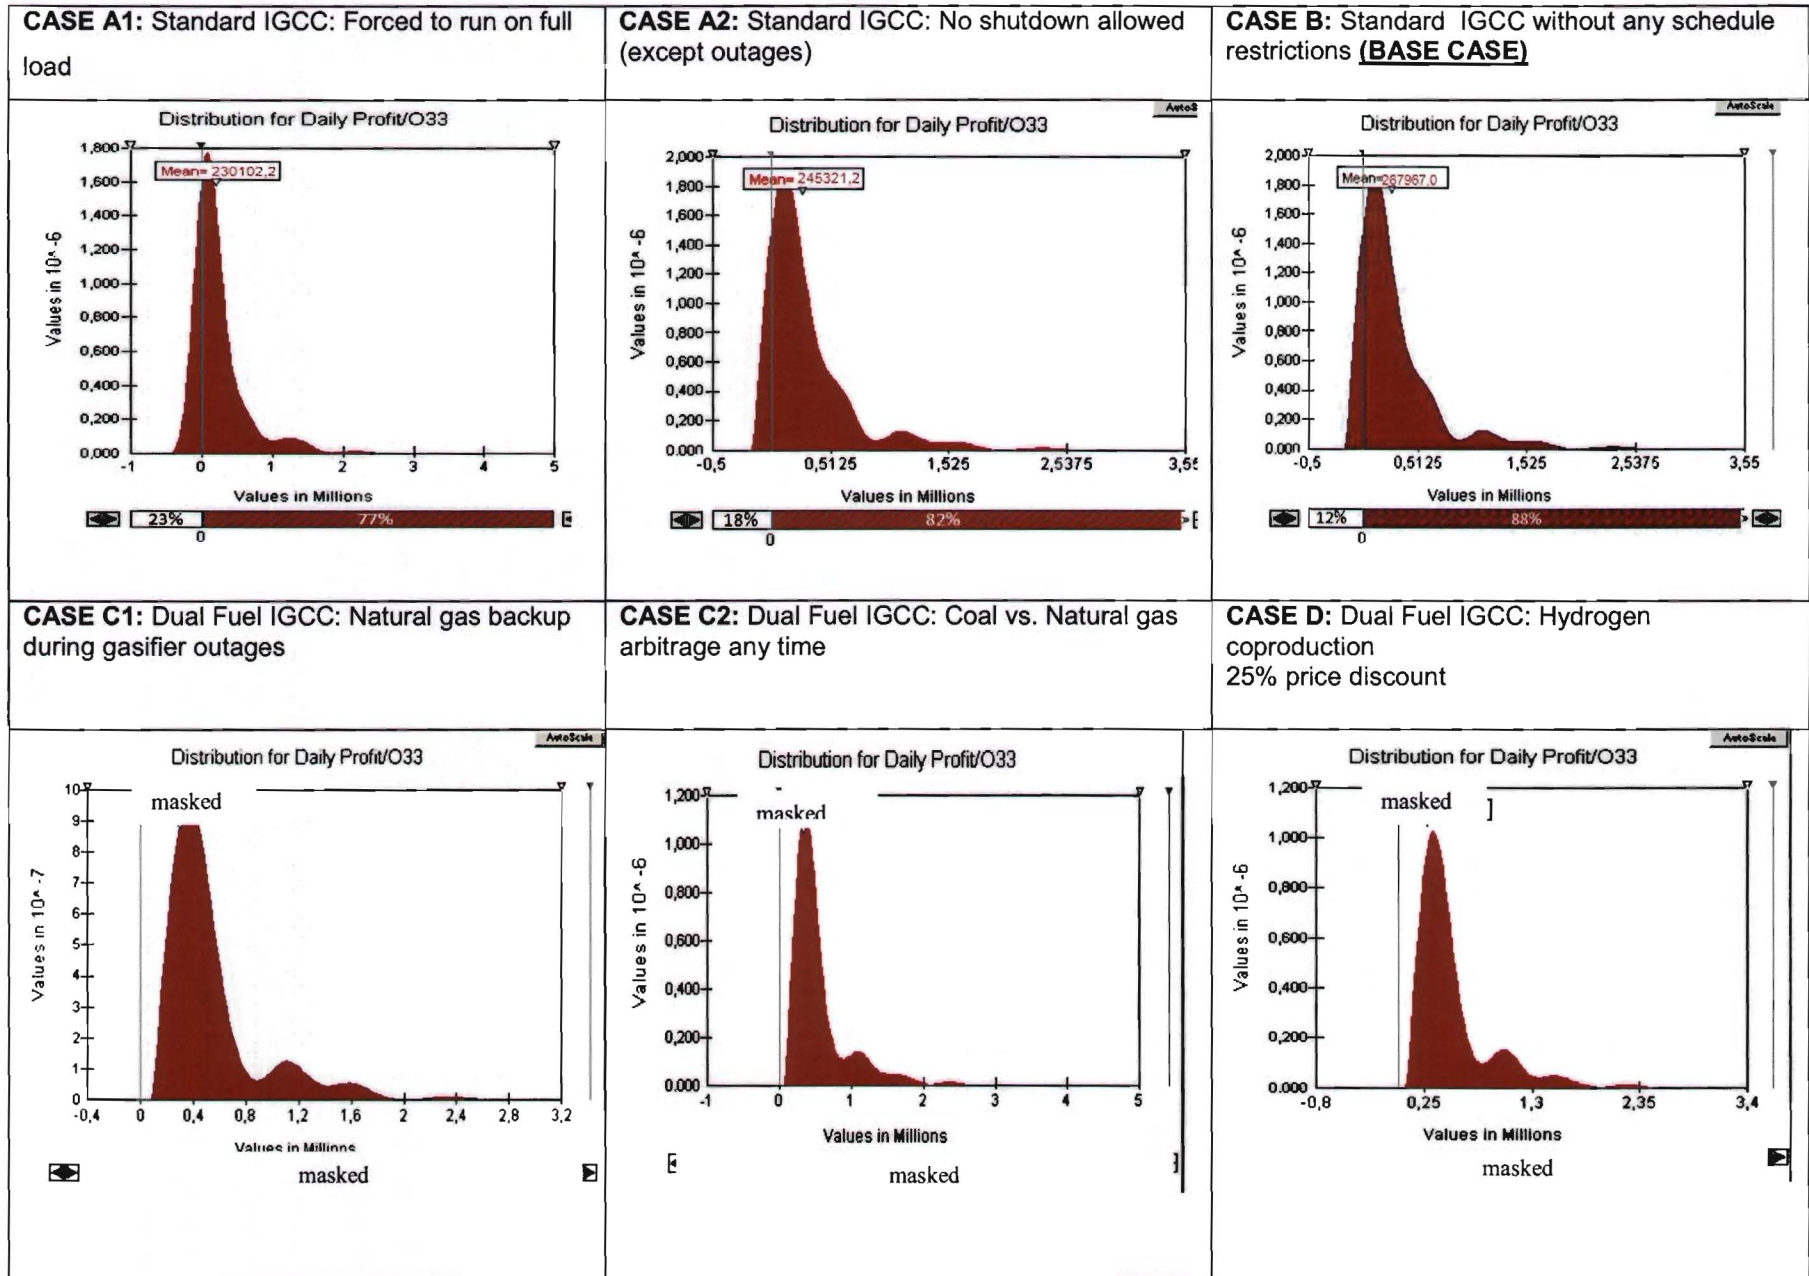 CASE A1: Standard IGCC: Forced to run on full
load
CASE A2: Standard IGCC: No shutdown allowed
(except outages)
CASE B: Standard IGCC without any schedule
restrictions (BASE CASE)
Distribution for Daily Profit/O33
Mean= 230102,2
Values in 10^ -6
1,800
1,600
1,400
1,200
1,000
0,800
0,600
0,400
0,200
0,000
-1 0 1 2 3 4 5
Values in Millions
23% 77%
0
AutoS
Distribution for Daily Profit/O33
Mean= 245321,2
Values in 10^ -6
2,000
1,800
1,600
1,400
1,200
1,000
0,800
0,600
0,400
0,200
0.000
-0,5 0,5125 1,525 2,5375 3,55
Values in Millions
18% 82%
0
AutoScale
Distribution for Daily Profit/O33
Mean=267967,0
Values in 10^ -6
2,000
1,800
1,600
1,400
1,200
1,000
0,800
0,600
0,400
0,200
0.000
-0,5 0,5125 1,525 2,5375 3,55
Values in Millions
12% 88%
0
CASE C1: Dual Fuel IGCC: Natural gas backup
during gasifier outages
CASE C2: Dual Fuel IGCC: Coal vs. Natural gas
arbitrage any time
CASE D: Dual Fuel IGCC: Hydrogen
coproduction
25% price discount
AutoScale
Distribution for Daily Profit/O33
masked
Values in 10^ -7
10
9
8
7
6
5
4
3
2
1
0
-0,4 0 0,4 0,8 1,2 1,6 2 2,4 2,8 3,2
Values in Millions
masked
Distribution for Daily Profit/O33
masked
Values in 10^ -6
1,200
1,000
0,800
0,600
0,400
0,200
0.000
-1 0 1 2 3 4 5
Values in Millions
masked
AutoScale
Distribution for Daily Profit/O33
masked
Values in 10^ -6
1,200
1,000
0,800
0,600
0,400
0,200
0.000
-0,8 0,25 1,3 2,35 3,4
Values in Millions
masked